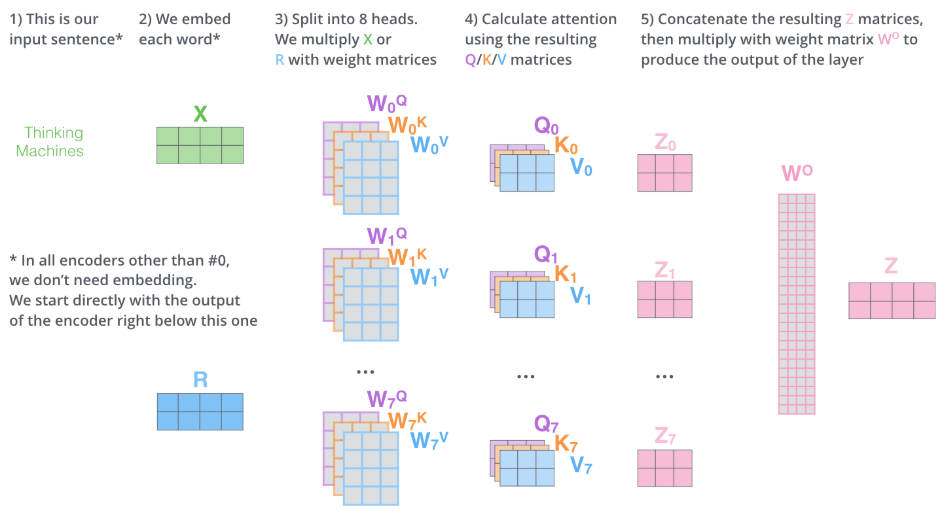 1) This is our
input sentence*
2) We embed
each word*
3) Split into 8 heads.
We multiply X or
R with weight matrices
4) Calculate attention
using the resulting
Q/K/V matrices
5) Concatenate the resulting Z matrices,
then multiply with weight matrix Wᴼ to
produce the output of the layer
Thinking
Machines
X
W₀Q
W₀K
W₀V
Q₀
K₀
V₀
Z₀
Wᴼ
* In all encoders other than #0,
we don’t need embedding.
We start directly with the output
of the encoder right below this one
W₁Q
W₁K
W₁V
Q₁
K₁
V₁
Z₁
Z
...
...
...
R
W₇Q
W₇K
W₇V
Q₇
K₇
V₇
Z₇